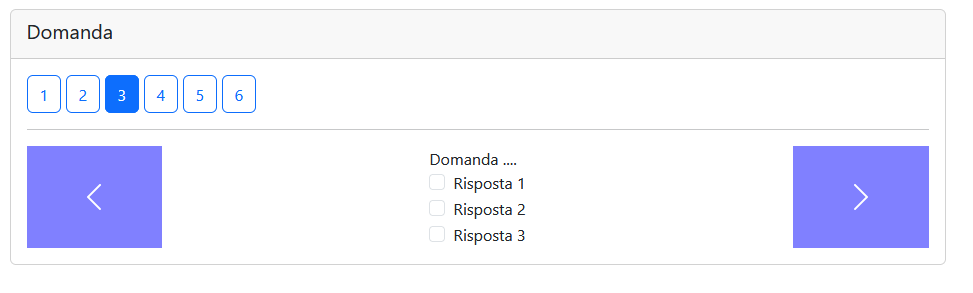 Domanda
1 2 3 4 5 6
Domanda ....
Risposta 1
Risposta 2
Risposta 3